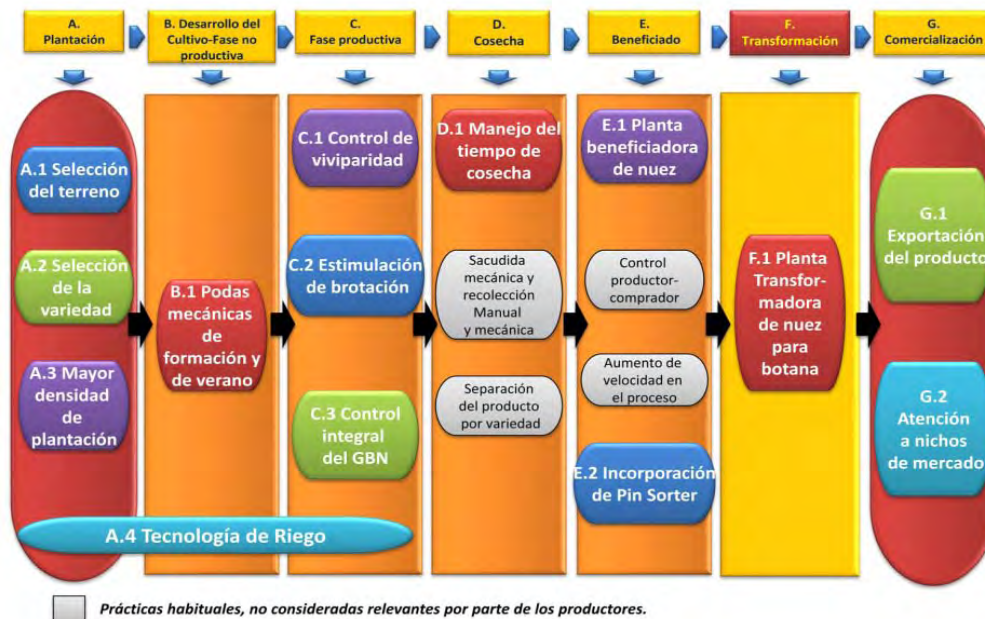 A.
Plantación
B. Desarrollo del
Cultivo-Fase no
productiva
C.
Fase productiva
D.
Cosecha
E.
Beneficiado
F.
Transformación
G.
Comercialización
A.1 Selección
del terreno
A.2 Selección
de la
variedad
A.3 Mayor
densidad
de
plantación
A.4 Tecnología de Riego
B.1 Podas
mecánicas
de
formación y
de verano
C.1 Control de
viviparidad
C.2 Estimulación
de brotación
C.3 Control
integral
del GBN
D.1 Manejo del
tiempo de
cosecha
Sacudida
mecánica y
recolección
Manual
y mecánica
Separación
del producto
por variedad
E.1 Planta
beneficiadora
de nuez
Control
productor-
comprador
Aumento de
velocidad en
el proceso
E.2 Incorporación
de Pin Sorter
F.1 Planta
Transfor-
madora
de nuez
para
botana
G.1
Exportación
del producto
G.2
Atención
a nichos
de mercado
Prácticas habituales, no consideradas relevantes por parte de los productores.